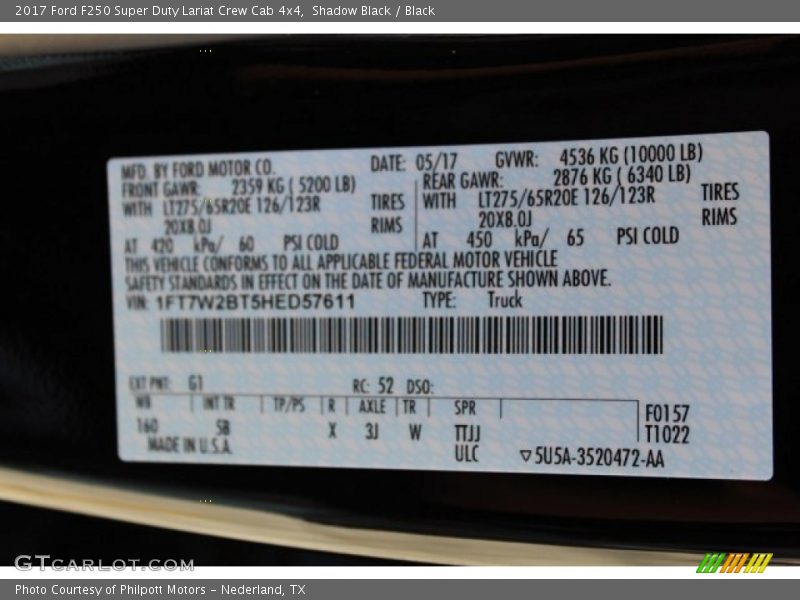 2017 Ford F250 Super Duty Lariat Crew Cab 4x4, Shadow Black / Black
MFD. BY FORD MOTOR CO. DATE: 05/17 GVWR: 4536 KG (10000 LB)
FRONT GAWR: 2359 KG ( 5200 LB) REAR GAWR: 2876 KG ( 6340 LB)
WITH LT275/65R20E 126/123R TIRES WITH LT275/65R20E 126/123R TIRES
20X8.0J RIMS 20X8.0J RIMS
AT 420 kPa/ 60 PSI COLD AT 450 kPa/ 65 PSI COLD
THIS VEHICLE CONFORMS TO ALL APPLICABLE FEDERAL MOTOR VEHICLE
SAFETY STANDARDS IN EFFECT ON THE DATE OF MANUFACTURE SHOWN ABOVE.
VIN: 1FT7W2BT5HED57611 TYPE: Truck
EXT PNT: G1 RC: 52 DSO:
WB INT TR TP/PS R AXLE TR SPR F0157
160 SB X 3J W TTJJ T1022
MADE IN U.S.A. ULC ▽5U5A-3520472-AA
GTCARLOT.COM
Photo Courtesy of Philpott Motors - Nederland, TX